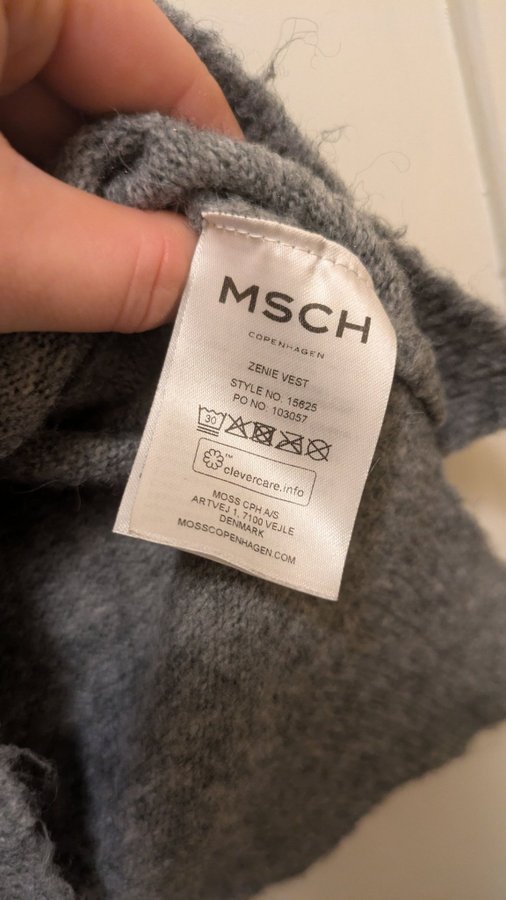 MSCH
COPENHAGEN
ZENIE VEST
STYLE NO. 15625
PO NO: 103057
30
™
clevercare.info
MOSS CPH A/S
ARTVEJ 1, 7100 VEJLE
DENMARK
MOSSCOPENHAGEN.COM